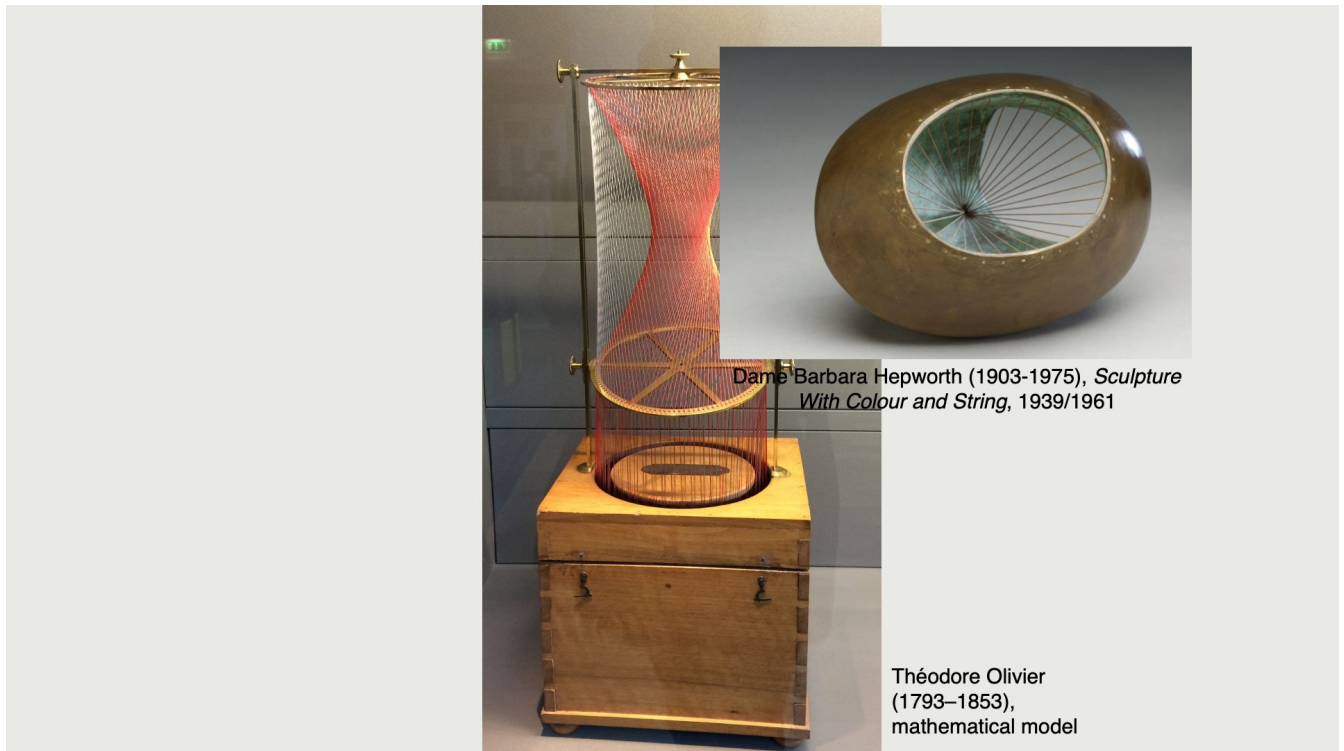 Dame Barbara Hepworth (1903-1975), Sculpture
With Colour and String, 1939/1961
Théodore Olivier
(1793–1853),
mathematical model